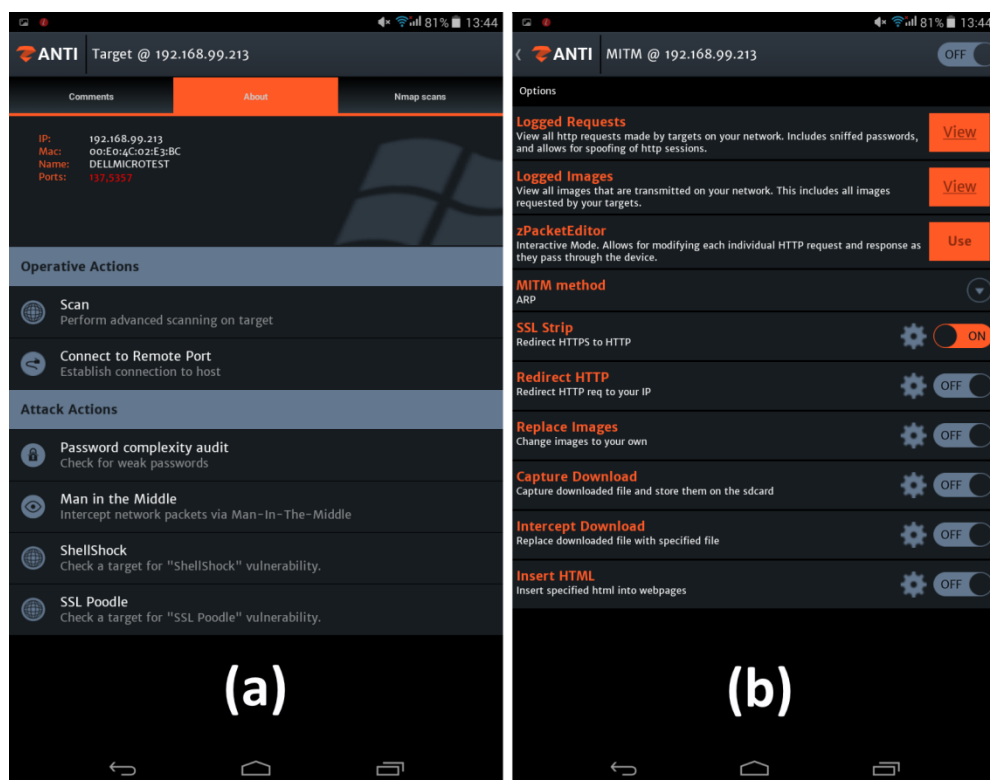 81% 13:44
ANTI Target @ 192.168.99.213
Comments About Nmap scans
IP: 192.168.99.213
Mac: 00:E0:4C:02:E3:BC
Name: DELLMICROTEST
Ports: 137,5357
Operative Actions
Scan
Perform advanced scanning on target
Connect to Remote Port
Establish connection to host
Attack Actions
Password complexity audit
Check for weak passwords
Man in the Middle
Intercept network packets via Man-In-The-Middle
ShellShock
Check a target for "ShellShock" vulnerability.
SSL Poodle
Check a target for "SSL Poodle" vulnerability.
(a)
81% 13:44
ANTI MITM @ 192.168.99.213 OFF
Options
Logged Requests
View all http requests made by targets on your network. Includes sniffed passwords,
and allows for spoofing of http sessions.
View
Logged Images
View all images that are transmitted on your network. This includes all images
requested by your targets.
View
zPacketEditor
Interactive Mode. Allows for modifying each individual HTTP request and response as
they pass through the device.
Use
MITM method
ARP
SSL Strip
Redirect HTTPS to HTTP
ON
Redirect HTTP
Redirect HTTP req to your IP
OFF
Replace Images
Change images to your own
OFF
Capture Download
Capture downloaded file and store them on the sdcard
OFF
Intercept Download
Replace downloaded file with specified file
OFF
Insert HTML
Insert specified html into webpages
OFF
(b)